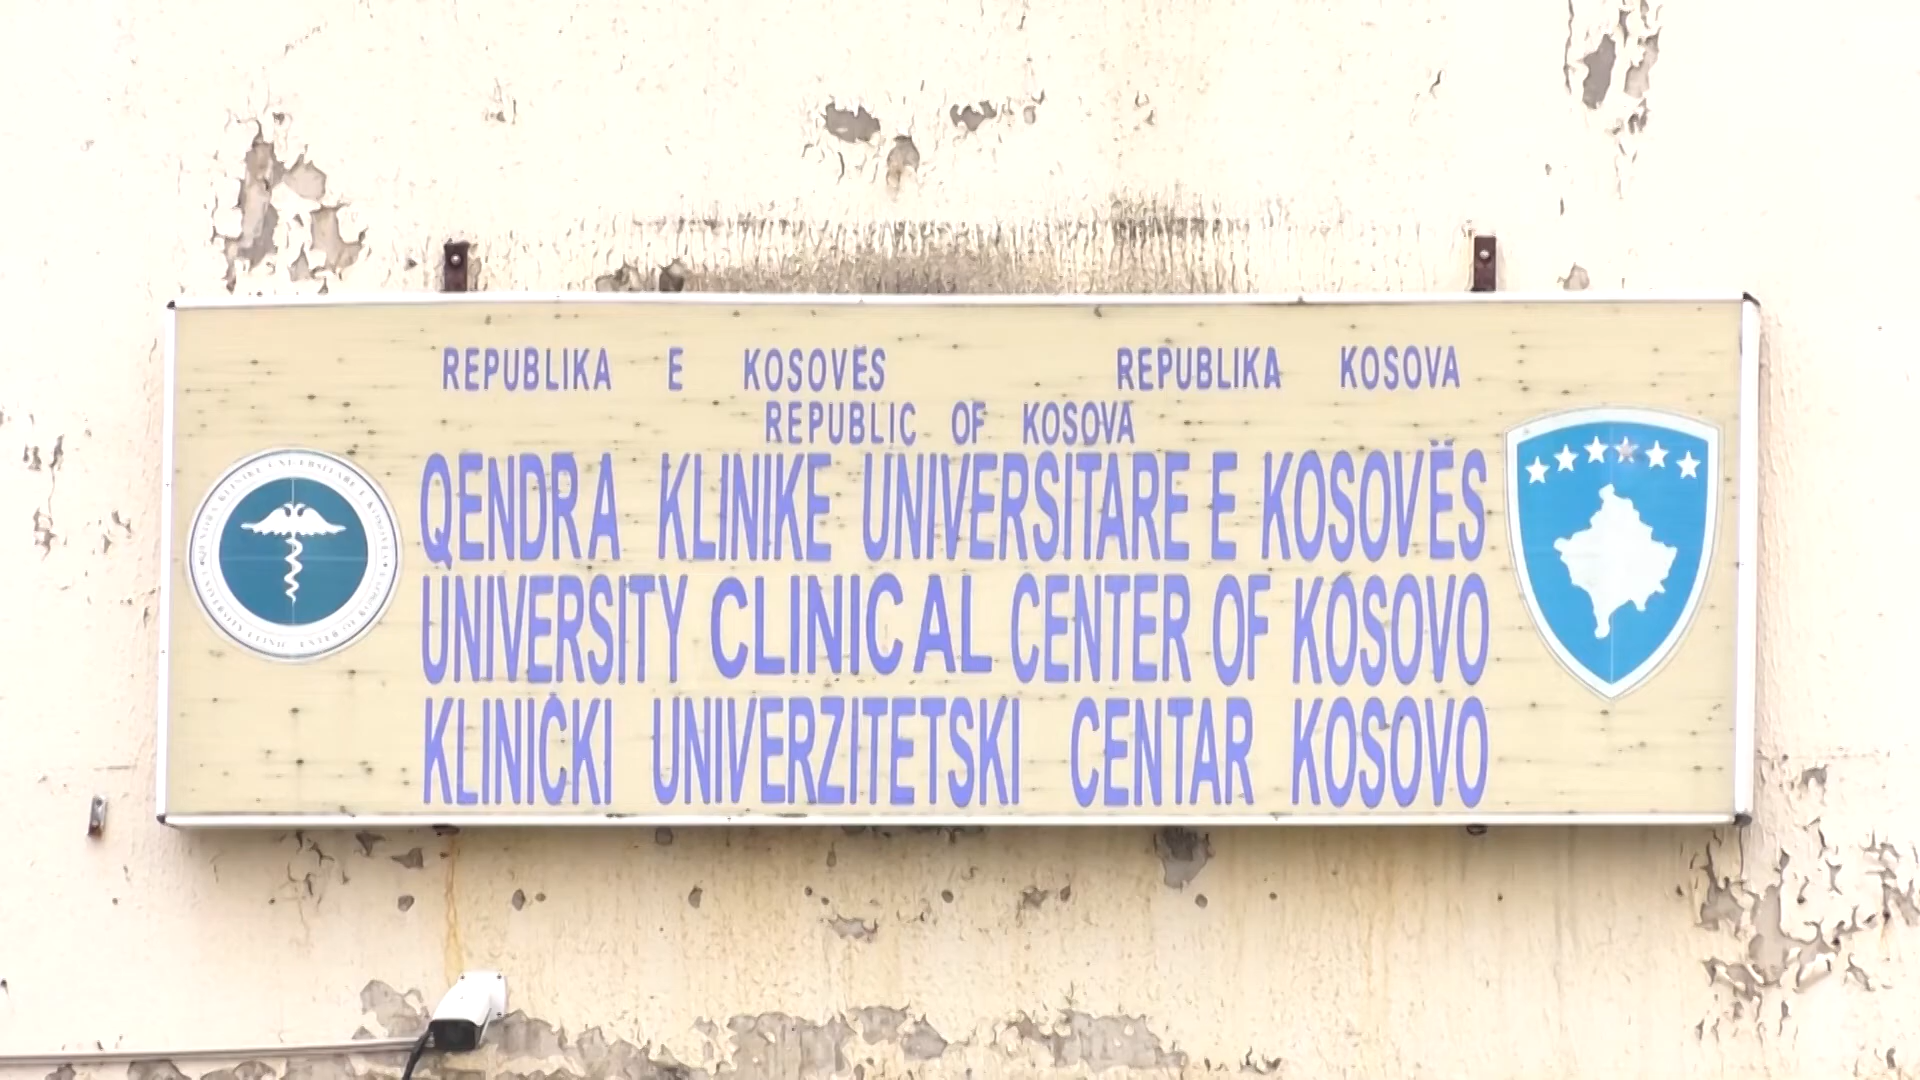 REPUBLIKA E KOSOVËS REPUBLIKA KOSOVA
REPUBLIC OF KOSOVA
QENDRA KLINIKE UNIVERSITARE E KOSOVËS
UNIVERSITY CLINICAL CENTER OF KOSOVO
KLINIČKI UNIVERZITETSKI CENTAR KOSOVO